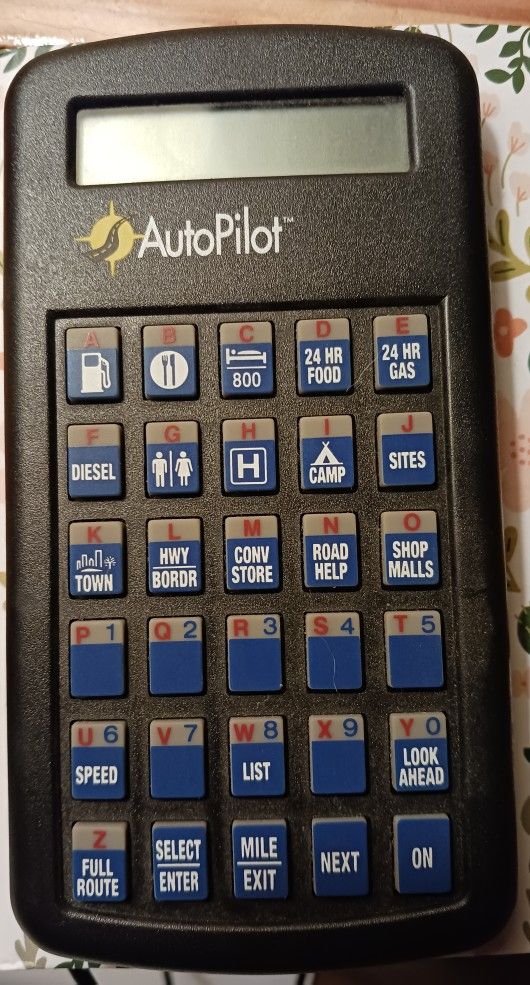 AutoPilot™
A B C D E
800
24 HR
FOOD
24 HR
GAS
F G H I J
DIESEL
H
CAMP
SITES
K L M N O
TOWN
HWY
BORDR
CONV
STORE
ROAD
HELP
SHOP
MALLS
P 1 Q 2 R 3 S 4 T 5
U 6 V 7 W 8 X 9 Y 0
SPEED
LIST
LOOK
AHEAD
Z
FULL
ROUTE
SELECT
ENTER
MILE
EXIT
NEXT
ON